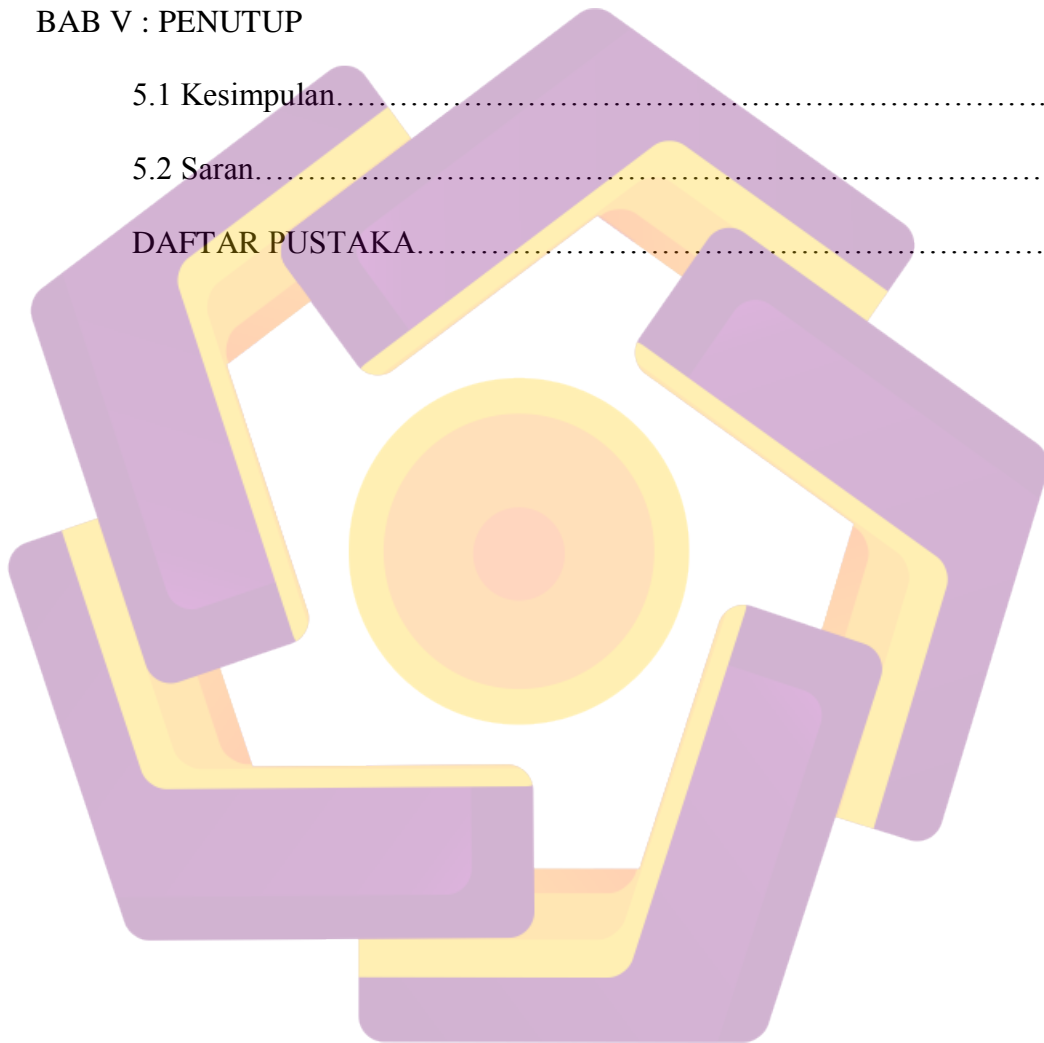 BAB V : PENUTUP
5.1 Kesimpulan…………………………………………………………………..
5.2 Saran…………………………………………………………………………
DAFTAR PUSTAKA………………………………………………………